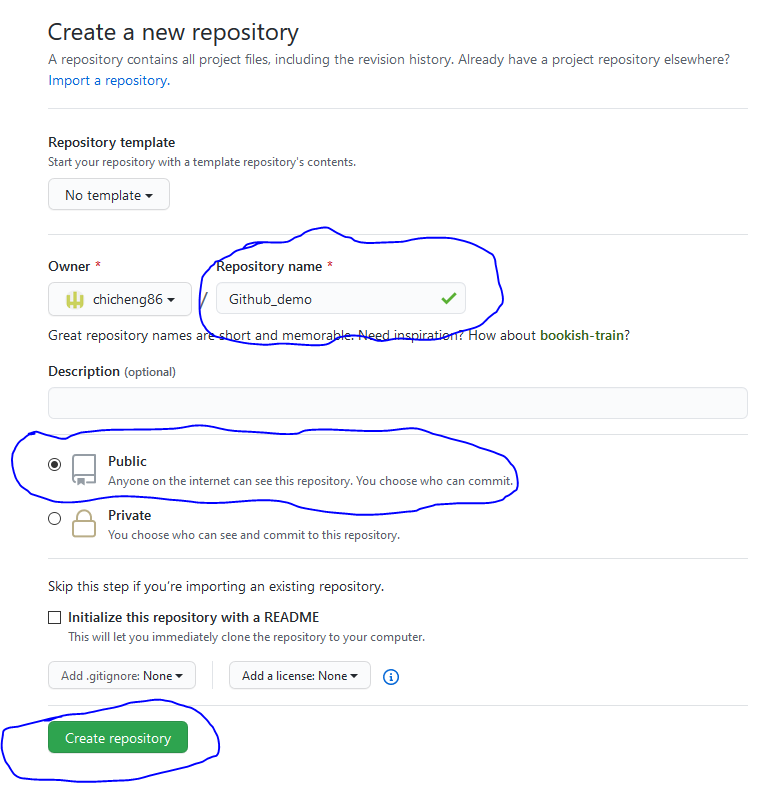 Create a new repository
A repository contains all project files, including the revision history. Already have a project repository elsewhere?
Import a repository.
Repository template
Start your repository with a template repository's contents.
No template
Owner * Repository name *
chicheng86 / Github_demo
Great repository names are short and memorable. Need inspiration? How about bookish-train?
Description (optional)
Public
Anyone on the internet can see this repository. You choose who can commit.
Private
You choose who can see and commit to this repository.
Skip this step if you're importing an existing repository.
Initialize this repository with a README
This will let you immediately clone the repository to your computer.
Add .gitignore: None Add a license: None
Create repository